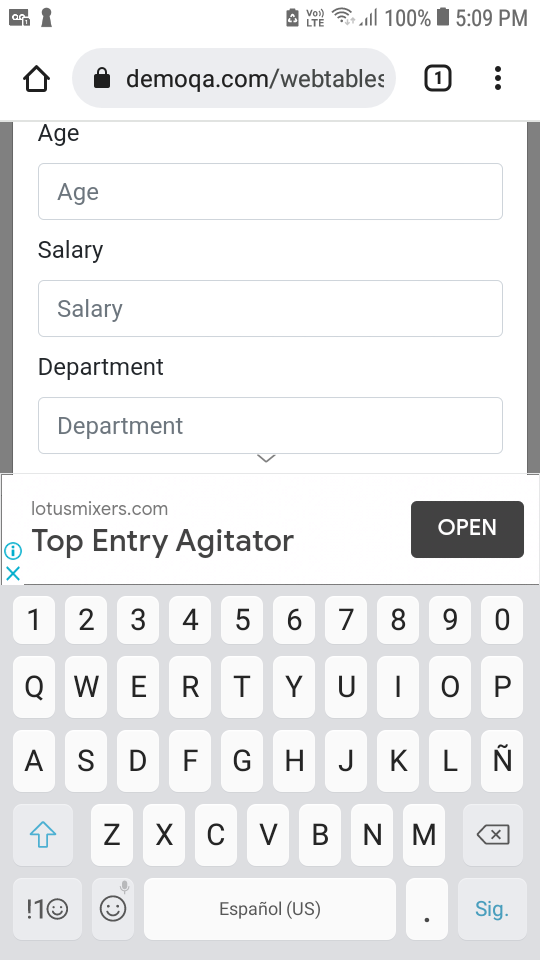 Vo)) LTE 100% 5:09 PM
demoqa.com/webtables 1
Age
Age
Salary
Salary
Department
Department
lotusmixers.com
Top Entry Agitator
OPEN
1 2 3 4 5 6 7 8 9 0
Q W E R T Y U I O P
A S D F G H J K L Ñ
Z X C V B N M
!1☺ Español (US) . Sig.